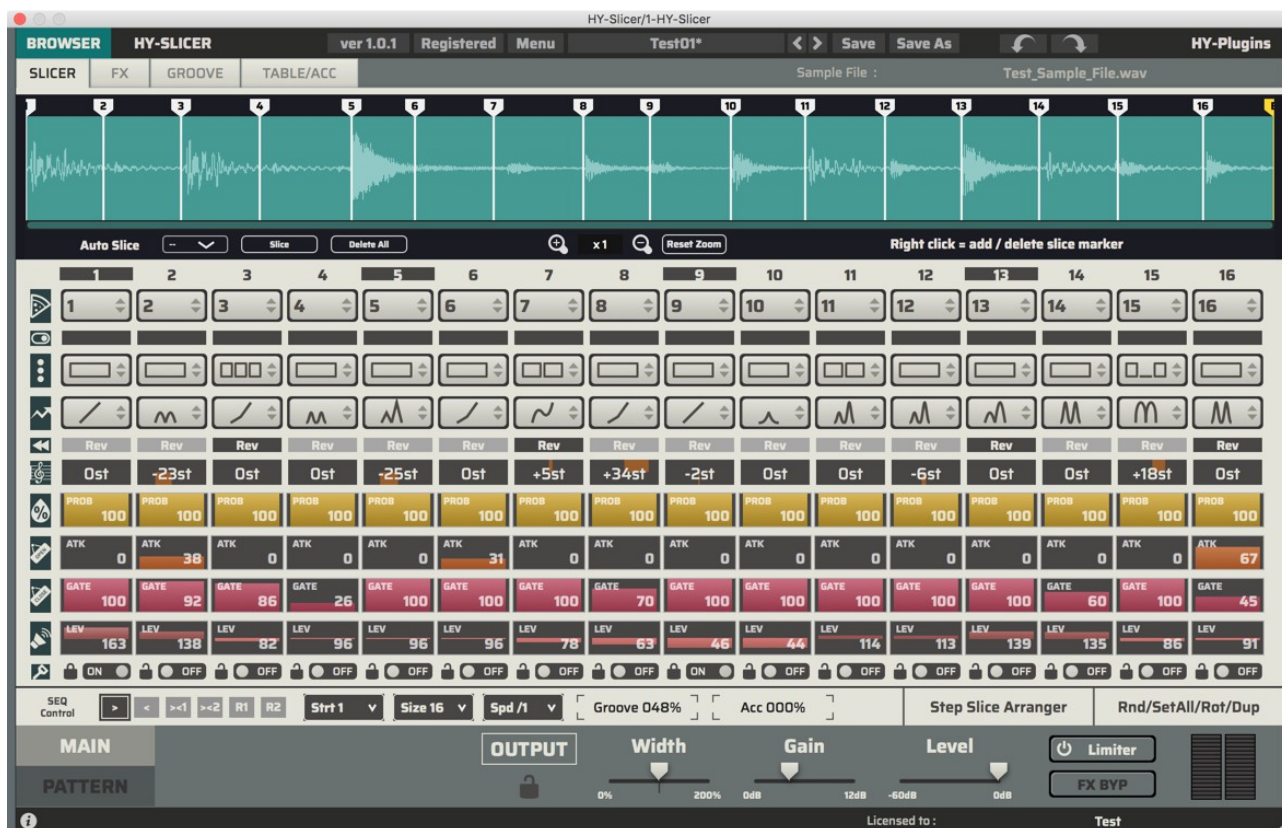 HY-Slicer/1-HY-Slicer
BROWSER HY-SLICER ver 1.0.1 Registered Menu Test01* < > Save Save As HY-Plugins
SLICER FX GROOVE TABLE/ACC Sample File : Test_Sample_File.wav
2 3 4 5 6 7 8 9 10 11 12 13 14 15 16
Auto Slice -- Slice Delete All x1 Reset Zoom Right click = add / delete slice marker
1 2 3 4 5 6 7 8 9 10 11 12 13 14 15 16
1 2 3 4 5 6 7 8 9 10 11 12 13 14 15 16
Rev Rev Rev Rev Rev Rev Rev Rev Rev Rev Rev Rev Rev Rev Rev Rev
0st -23st 0st 0st -25st 0st +5st +34st -2st 0st 0st -6st 0st 0st +18st 0st
% PROB PROB PROB PROB PROB PROB PROB PROB PROB PROB PROB PROB PROB PROB PROB PROB
100 100 100 100 100 100 100 100 100 100 100 100 100 100 100 100
ATK ATK ATK ATK ATK ATK ATK ATK ATK ATK ATK ATK ATK ATK ATK ATK
0 38 0 0 0 31 0 0 0 0 0 0 0 0 0 67
GATE GATE GATE GATE GATE GATE GATE GATE GATE GATE GATE GATE GATE GATE GATE GATE
100 92 86 26 100 100 100 70 100 100 100 100 100 60 100 45
LEV LEV LEV LEV LEV LEV LEV LEV LEV LEV LEV LEV LEV LEV LEV LEV
163 138 82 96 96 96 78 63 46 44 114 113 139 135 86 91
ON OFF OFF OFF OFF OFF OFF OFF ON OFF OFF OFF OFF OFF OFF OFF
SEQ
Control > < ><1 ><2 R1 R2 Strt 1 v Size 16 v Spd /1 v Groove 048% Acc 000% Step Slice Arranger Rnd/SetAll/Rot/Dup
MAIN OUTPUT Width Gain Level Limiter
PATTERN FX BYP
0% 200% 0dB 12dB -60dB 0dB
Licensed to : Test